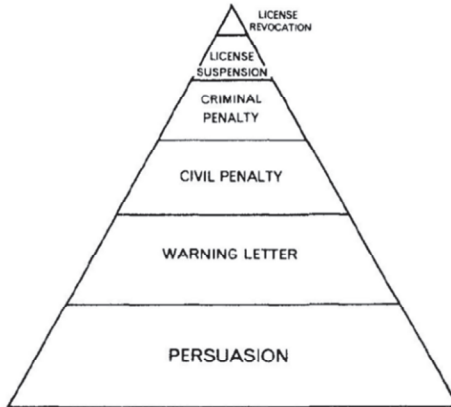 LICENSE
REVOCATION
LICENSE
SUSPENSION
CRIMINAL
PENALTY
CIVIL PENALTY
WARNING LETTER
PERSUASION